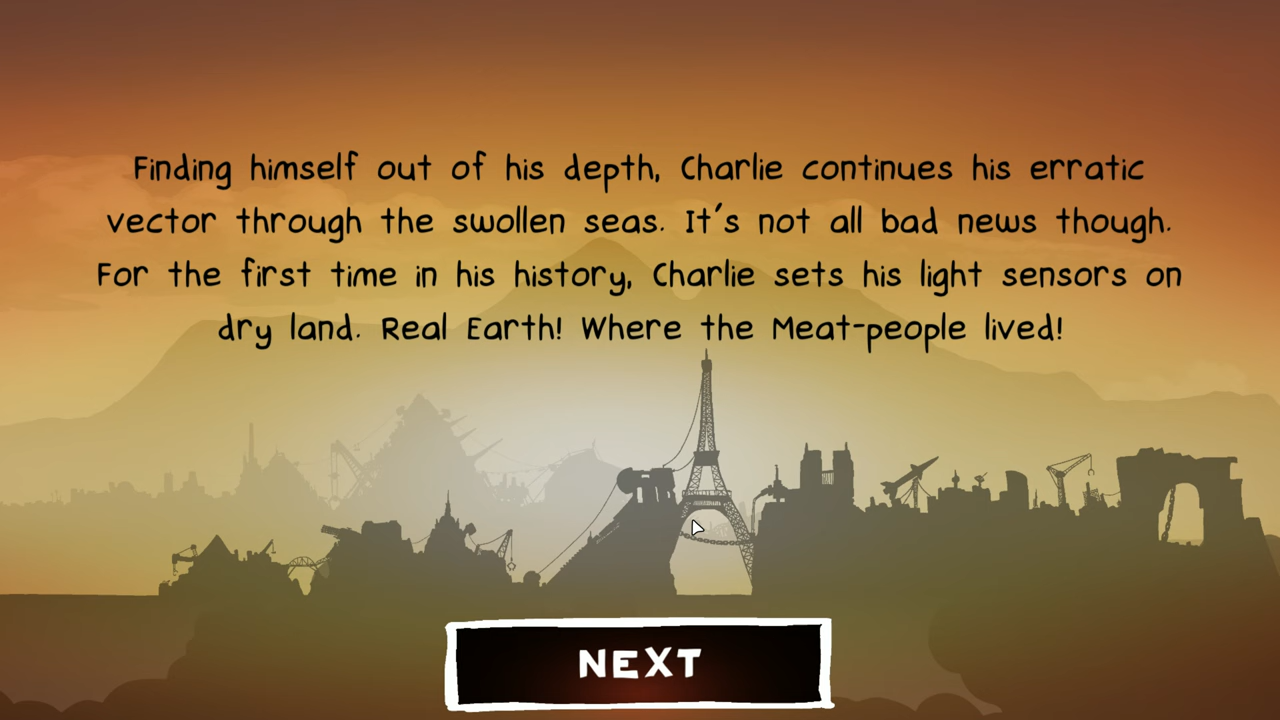 Finding himself out of his depth, Charlie continues his erratic
vector through the swollen seas. It's not all bad news though.
For the first time in his history, Charlie sets his light sensors on
dry land. Real Earth! Where the Meat-people lived!
NEXT